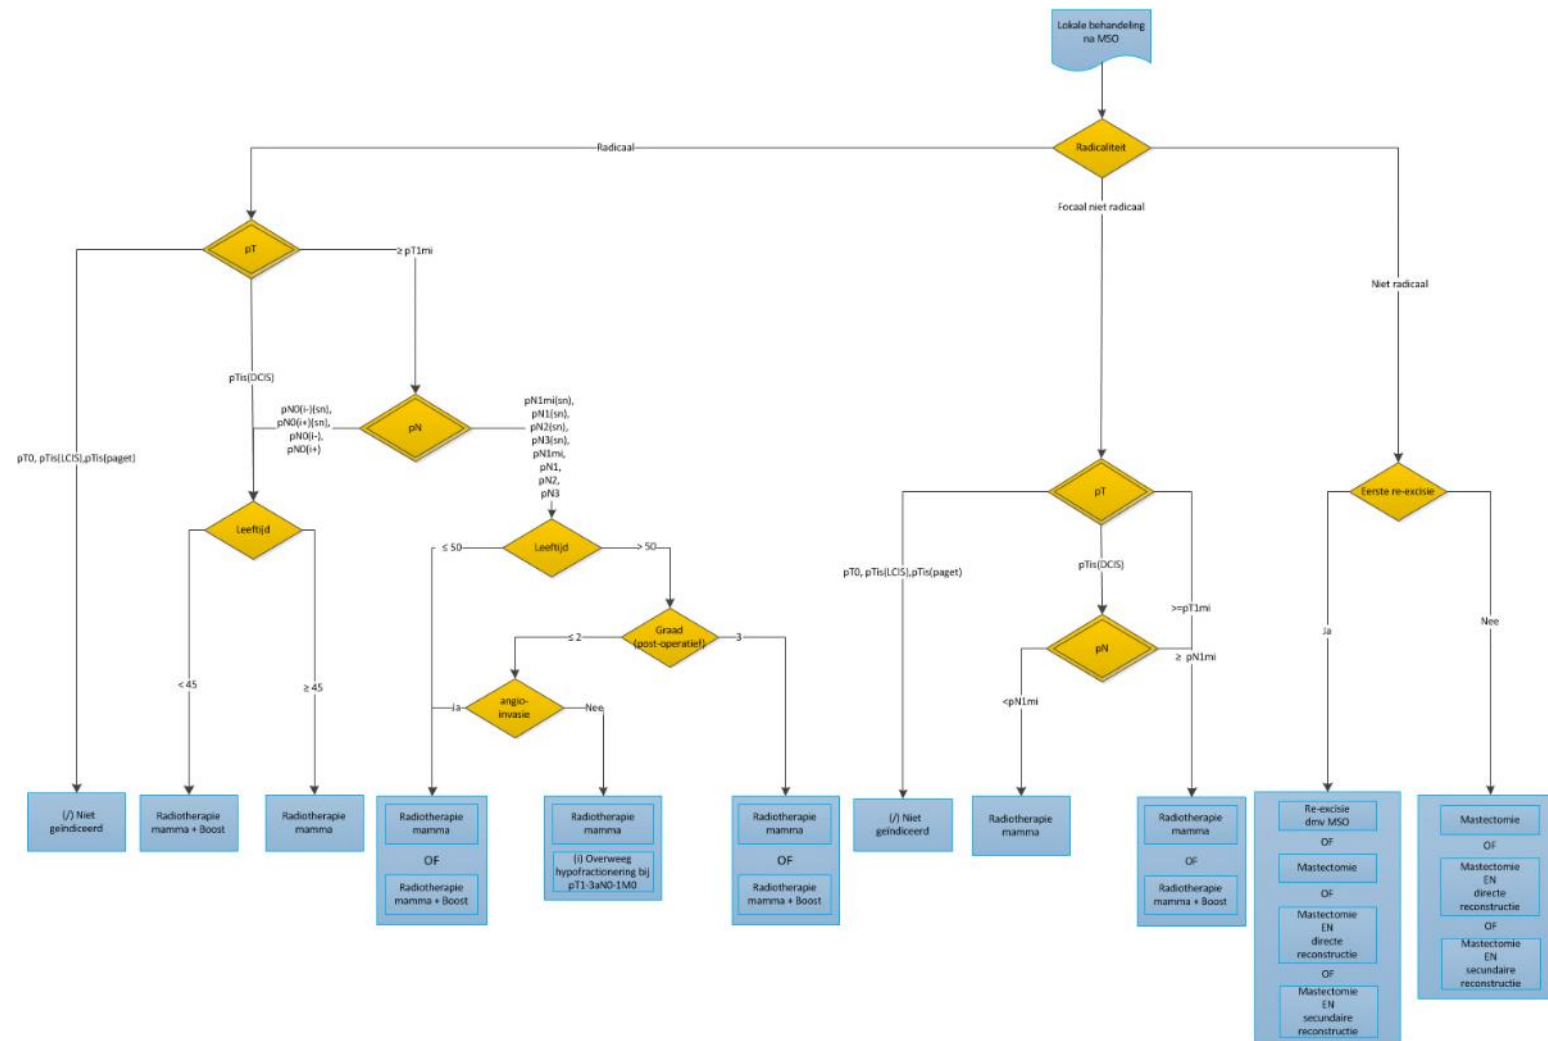 Lokale behandeling
na MSO
Radicaliteit
Radicaal
Focaal niet radicaal
Niet radicaal
pT
≥ pT1mi
pTis(DCIS)
pT0, pTis(LCIS),pTis(paget)
pN
pN0(i-)(sn),
pN0(i+)(sn),
pN0(i-),
pN0(i+)
pN1mi(sn),
pN1(sn),
pN2(sn),
pN3(sn),
pN1mi,
pN1,
pN2,
pN3
Leeftijd
< 45
≥ 45
Leeftijd
≤ 50
> 50
Graad
(post-operatief)
≤ 2
3
angio-
invasie
Ja
Nee
pT
pT0, pTis(LCIS),pTis(paget)
pTis(DCIS)
>=pT1mi
pN
<pN1mi
≥ pN1mi
Eerste re-excisie
Ja
Nee
(/) Niet
geïndiceerd
Radiotherapie
mamma + Boost
Radiotherapie
mamma
Radiotherapie
mamma
OF
Radiotherapie
mamma + Boost
Radiotherapie
mamma
(i) Overweeg
hypofractionering bij
pT1-3aN0-1M0
Radiotherapie
mamma
OF
Radiotherapie
mamma + Boost
(/) Niet
geïndiceerd
Radiotherapie
mamma
Radiotherapie
mamma
OF
Radiotherapie
mamma + Boost
Re-excisie
dmv MSO
OF
Mastectomie
OF
Mastectomie
EN
directe
reconstructie
OF
Mastectomie
EN
secundaire
reconstructie
Mastectomie
OF
Mastectomie
EN
directe
reconstructie
OF
Mastectomie
EN
secundaire
reconstructie